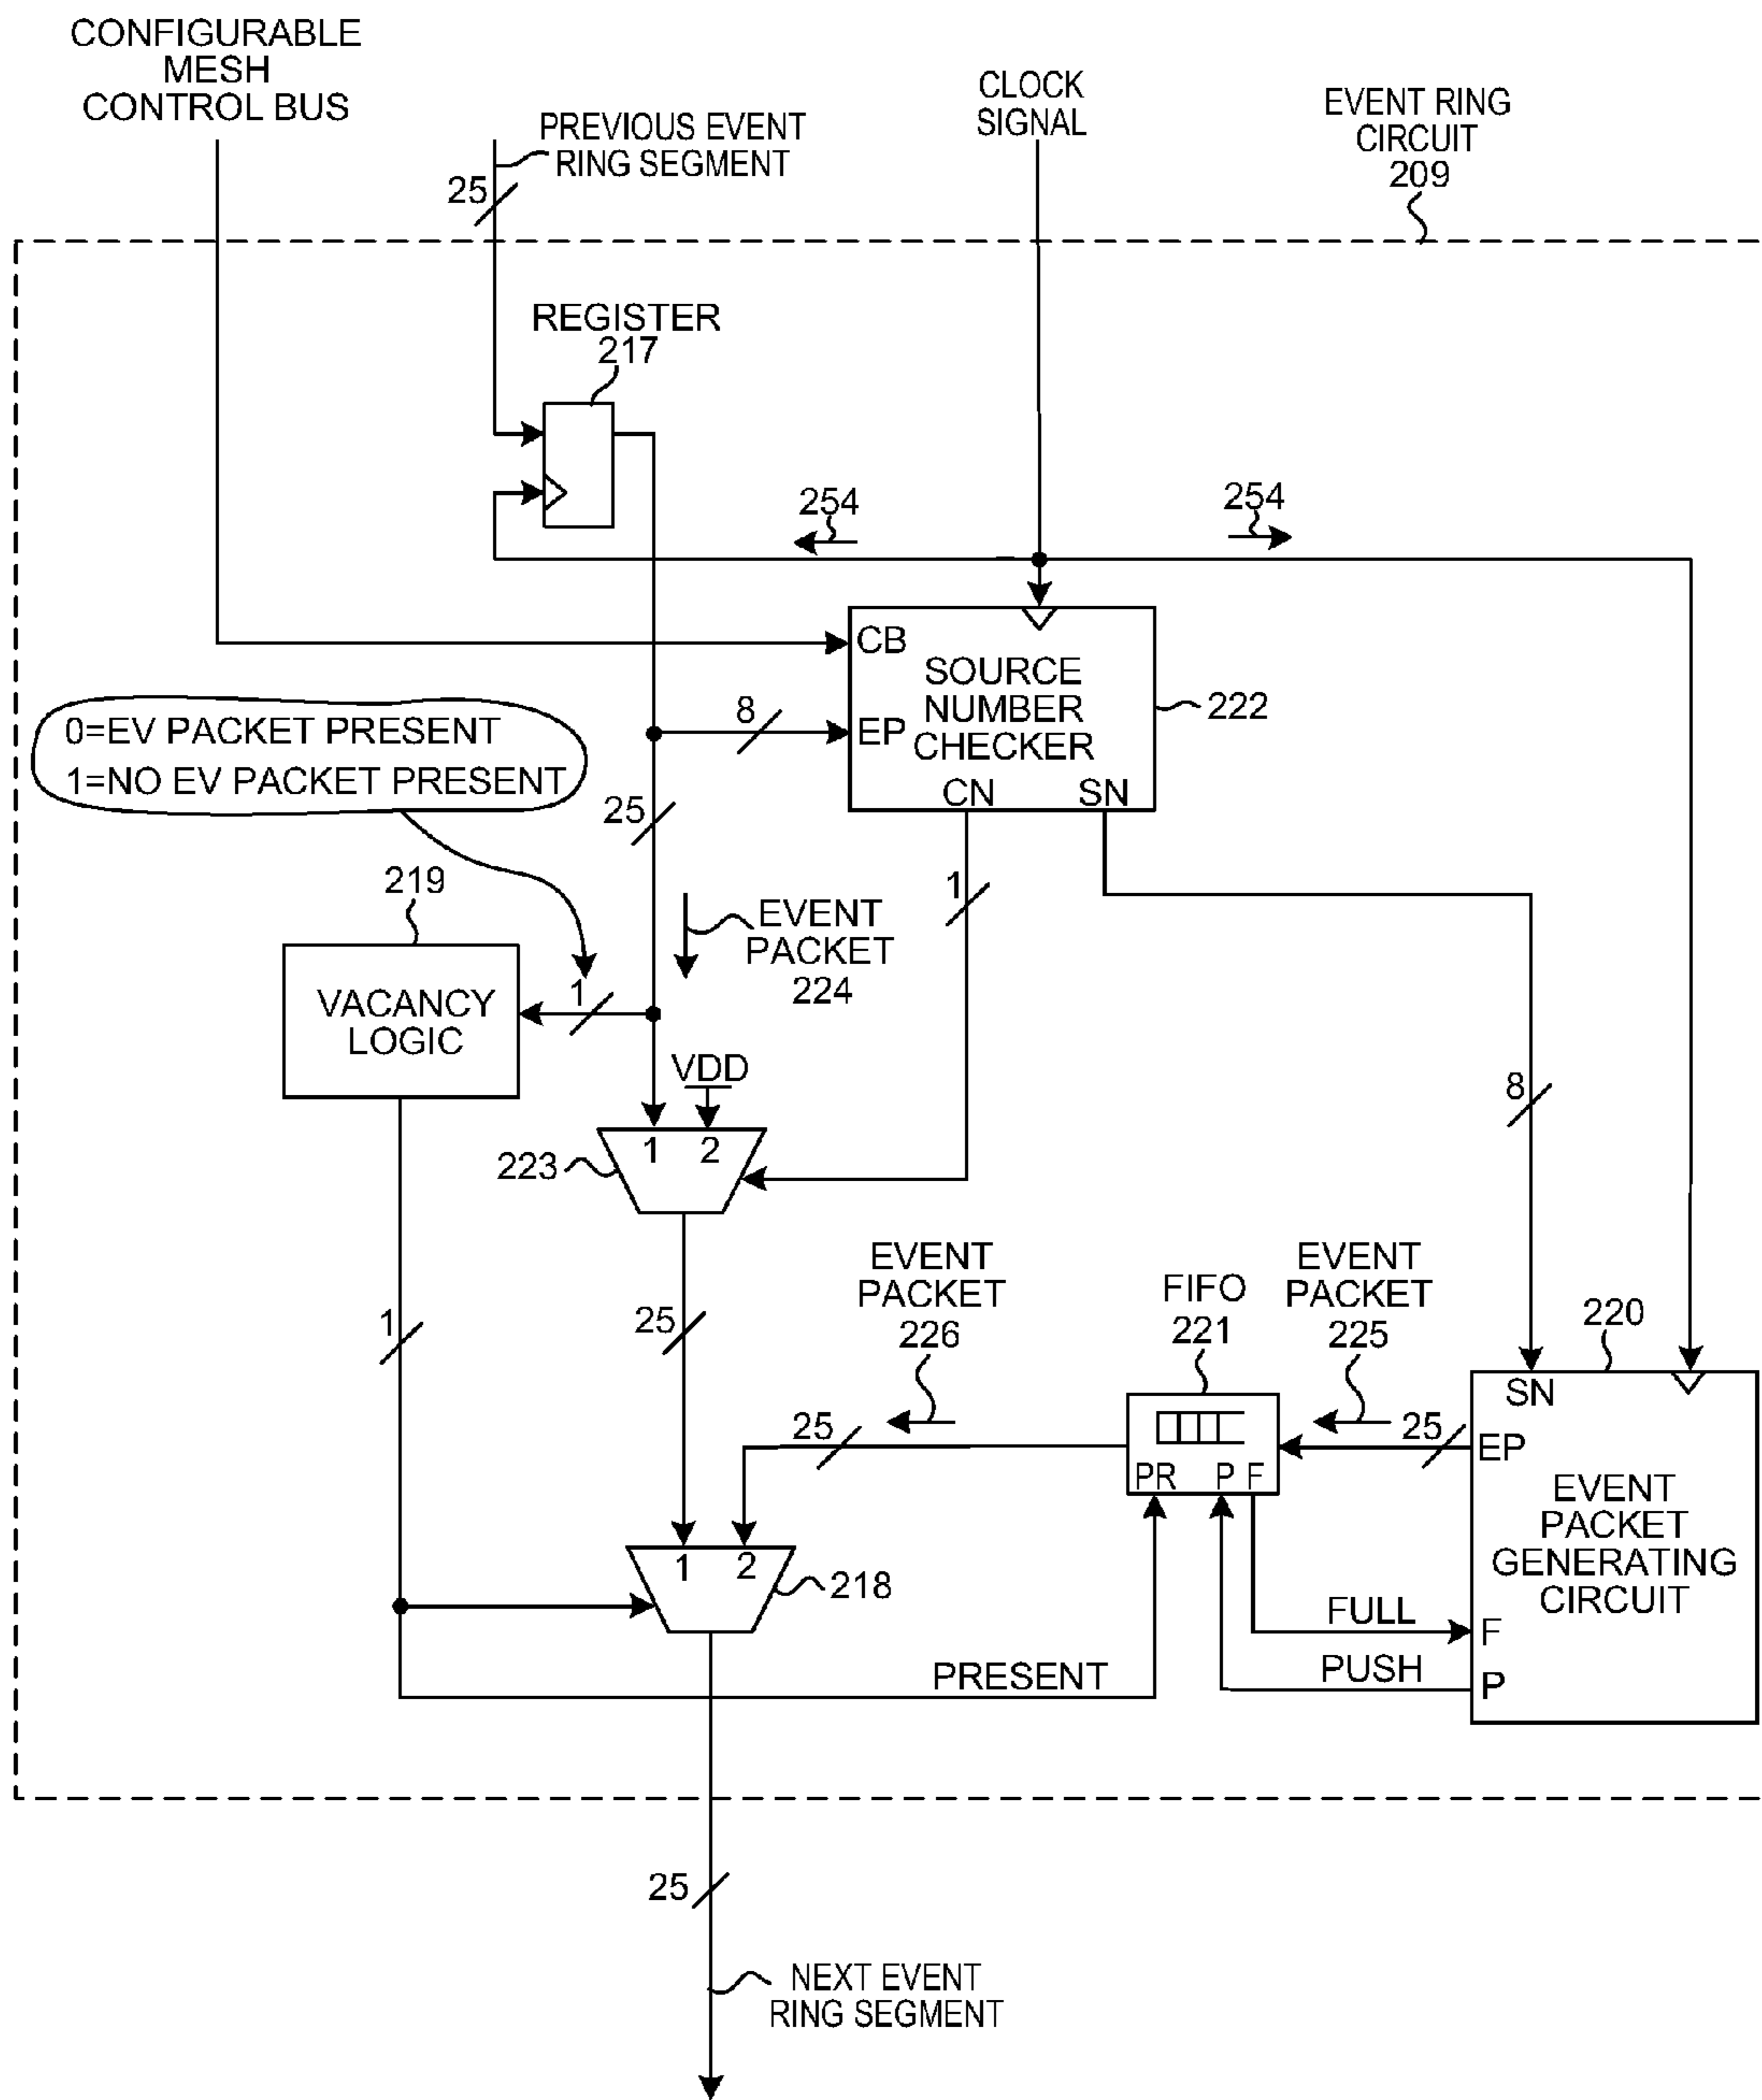 CONFIGURABLE
MESH
CONTROL BUS
PREVIOUS EVENT
RING SEGMENT
25
CLOCK
SIGNAL
EVENT RING
CIRCUIT
209
REGISTER
217
254
254
CB
SOURCE
NUMBER
CHECKER
EP
CN
SN
222
8
0=EV PACKET PRESENT
1=NO EV PACKET PRESENT
25
1
219
EVENT
PACKET
224
VACANCY
LOGIC
1
VDD
8
1
2
223
1
25
EVENT
PACKET
226
FIFO
221
EVENT
PACKET
225
220
SN
25
25
EP
PR
P
F
EVENT
PACKET
GENERATING
CIRCUIT
1
2
218
FULL
F
PRESENT
PUSH
P
25
NEXT EVENT
RING SEGMENT